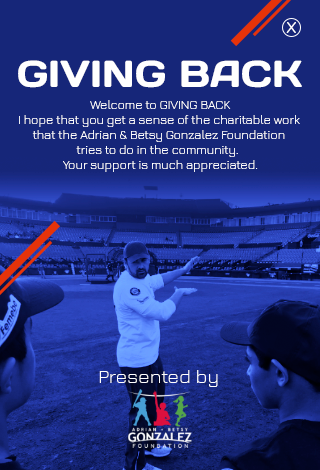 X
GIVING BACK
Welcome to GIVING BACK
I hope that you get a sense of the charitable work
that the Adrian & Betsy Gonzalez Foundation
tries to do in the community.
Your support is much appreciated.
Presented by
ADRIAN + BETSY
GONZALEZ
FOUNDATION